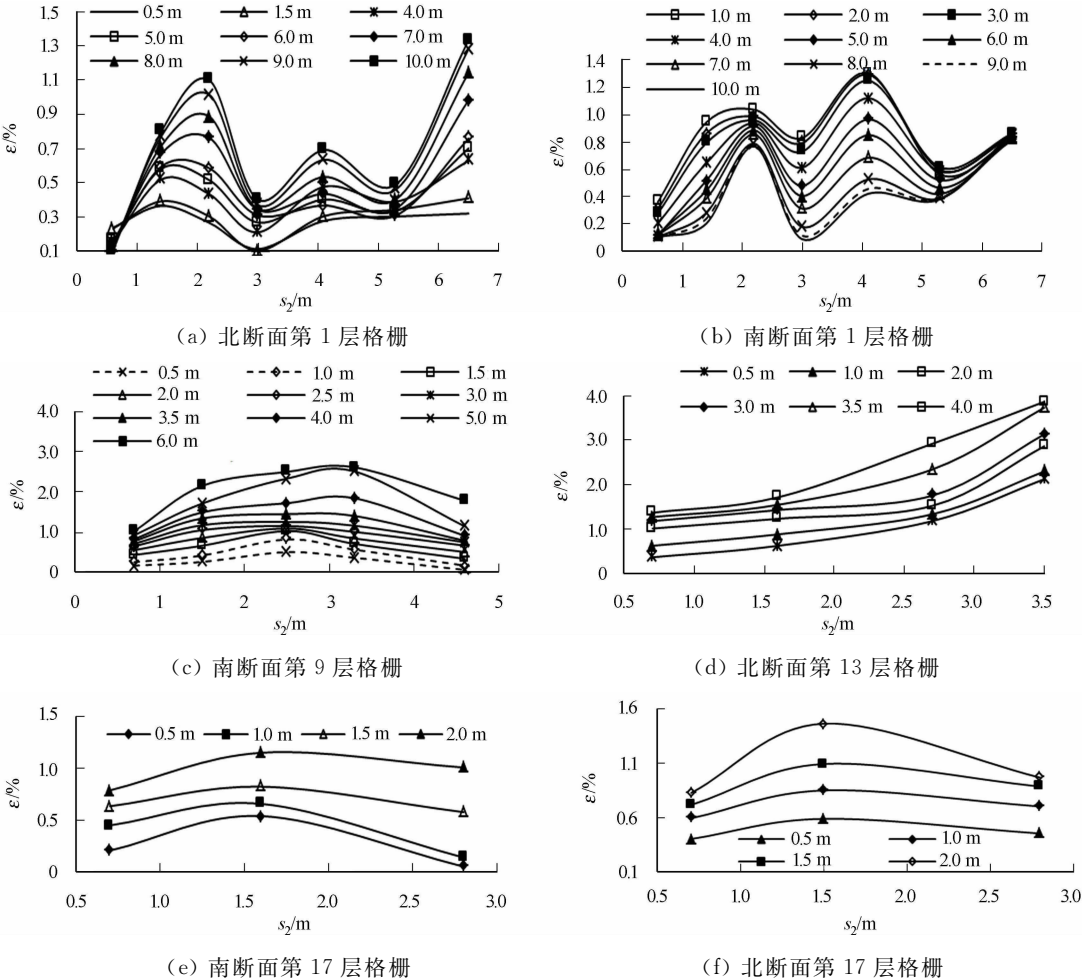 0.5 m 1.5 m 4.0 m
5.0 m 6.0 m 7.0 m
8.0 m 9.0 m 10.0 m
1.5
1.3
1.1
0.9
0.7
0.5
0.3
0.1
ε/%
0 1 2 3 4 5 6 7
s₂/m
(a) 北断面第 1 层格栅
1.0 m 2.0 m 3.0 m
4.0 m 5.0 m 6.0 m
7.0 m 8.0 m 9.0 m
10.0 m
1.4
1.2
1.0
0.8
0.6
0.4
0.2
0
ε/%
0 1 2 3 4 5 6 7
s₂/m
(b) 南断面第 1 层格栅
0.5 m 1.0 m 1.5 m
2.0 m 2.5 m 3.0 m
3.5 m 4.0 m 5.0 m
6.0 m
4.0
3.0
2.0
1.0
0
ε/%
0 1 2 3 4 5
s₂/m
(c) 南断面第 9 层格栅
0.5 m 1.0 m 2.0 m
3.0 m 3.5 m 4.0 m
4.0
3.0
2.0
1.0
0
ε/%
0.5 1.0 1.5 2.0 2.5 3.0 3.5
s₂/m
(d) 北断面第 13 层格栅
0.5 m 1.0 m 1.5 m 2.0 m
1.5
1.0
0.5
0
ε/%
0.5 1.0 1.5 2.0 2.5 3.0
s₂/m
(e) 南断面第 17 层格栅
1.6
1.1
0.6
0.1
ε/%
0.5 m 1.0 m
1.5 m 2.0 m
0.5 1.0 1.5 2.0 2.5 3.0
s₂/m
(f) 北断面第 17 层格栅